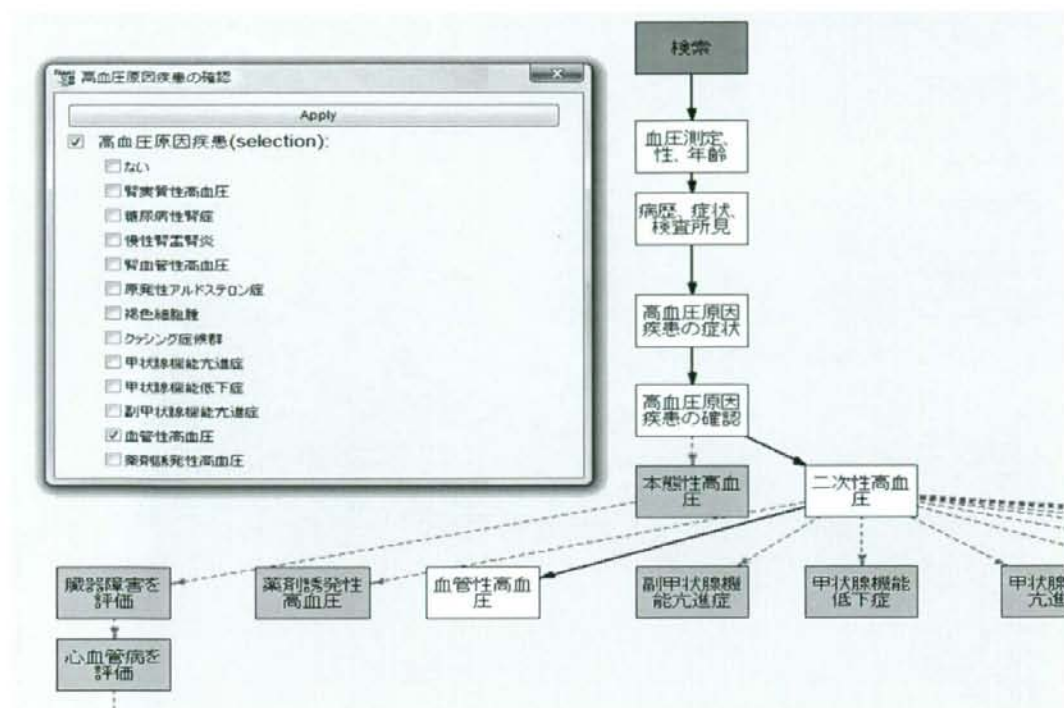 高血圧原因疾患の確認
Apply
高血圧原因疾患(selection):
ない
腎実質性高血圧
糖尿病性腎症
慢性腎盂腎炎
腎血管性高血圧
原発性アルドステロン症
褐色細胞腫
クッシング症候群
甲状腺機能亢進症
甲状腺機能低下症
副甲状腺機能亢進症
血管性高血圧
薬剤誘発性高血圧
検索
血圧測定、
性、年齢
病歴、症状、
検査所見
高血圧原因
疾患の症状
高血圧原因
疾患の確認
本態性高血
圧
二次性高血
圧
臓器障害を
評価
薬剤誘発性
高血圧
血管性高血
圧
副甲状腺機
能亢進症
甲状腺機能
低下症
甲状腺機
亢進
心血管病を
評価